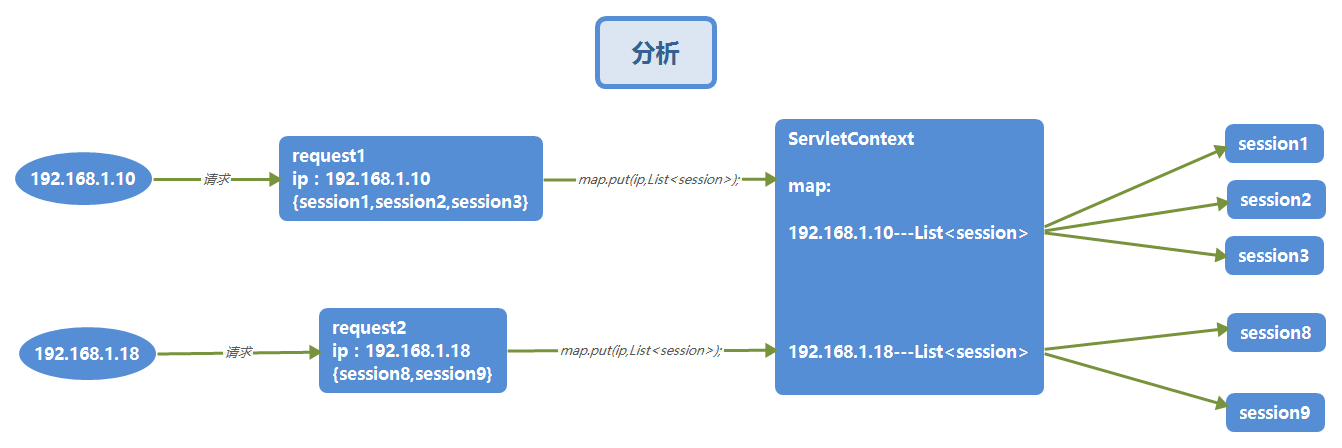 分析
192.168.1.10
请求
request1
ip：192.168.1.10
{session1,session2,session3}
map.put(ip,List<session>);
ServletContext
map:
192.168.1.10---List<session>
session1
session2
session3
192.168.1.18
请求
request2
ip：192.168.1.18
{session8,session9}
map.put(ip,List<session>);
192.168.1.18---List<session>
session8
session9